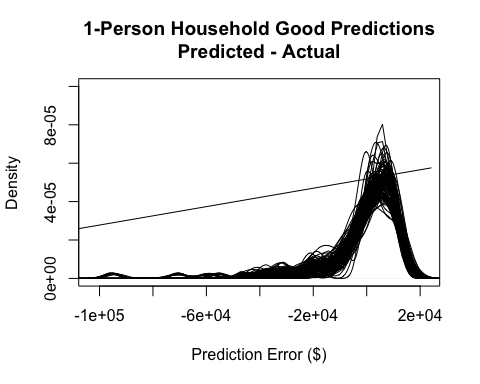 1-Person Household Good Predictions
Predicted - Actual
Density
8e-05
4e-05
0e+00
-1e+05 -6e+04 -2e+04 2e+04
Prediction Error ($)